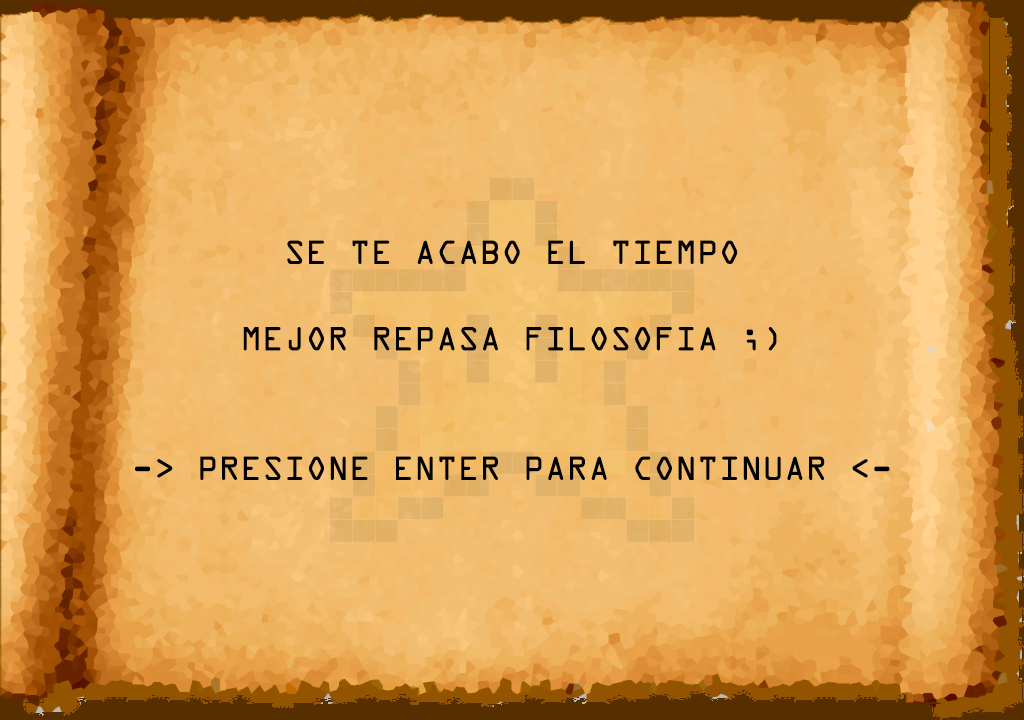 SE TE ACABO EL TIEMPO
MEJOR REPASA FILOSOFIA ;)
-> PRESIONE ENTER PARA CONTINUAR <-